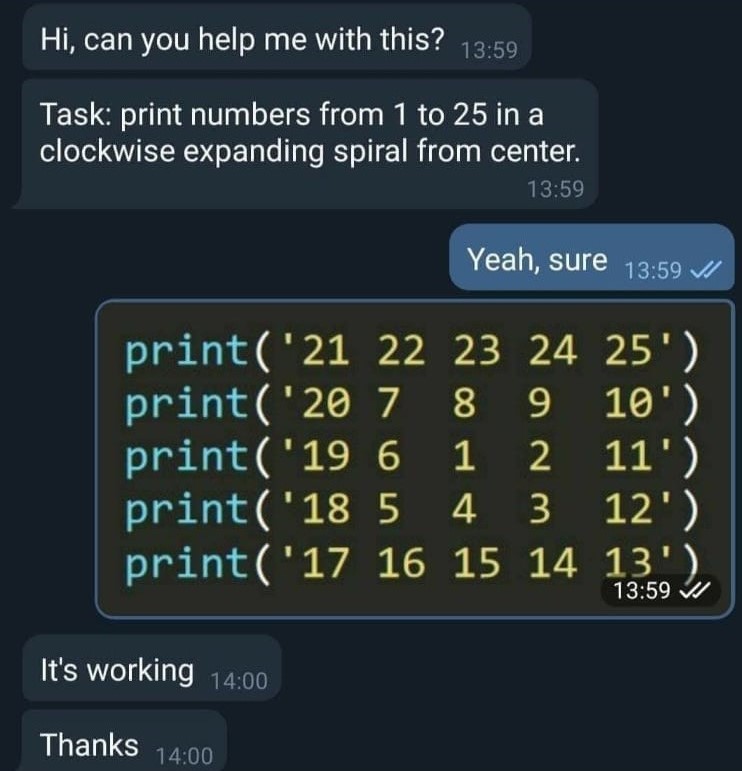 Hi, can you help me with this? 13:59
Task: print numbers from 1 to 25 in a
clockwise expanding spiral from center.
13:59
Yeah, sure 13:59
print('21 22 23 24 25')
print('20 7  8  9  10')
print('19 6  1  2  11')
print('18 5  4  3  12')
print('17 16 15 14 13')
13:59
It's working 14:00
Thanks 14:00